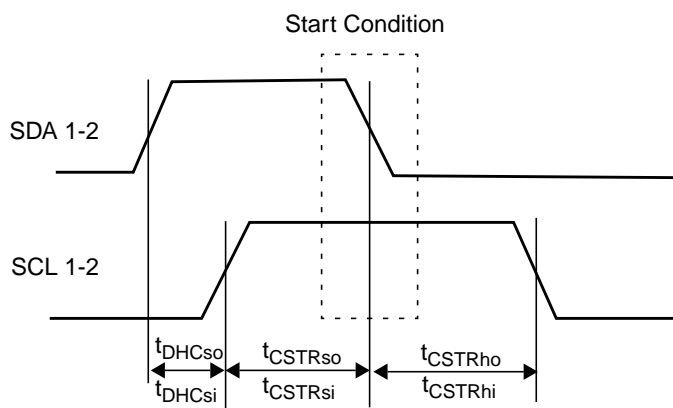 Start Condition
SDA 1-2
SCL 1-2
tDHCso
tCSTRso
tCSTRho
tDHCsi
tCSTRsi
tCSTRhi